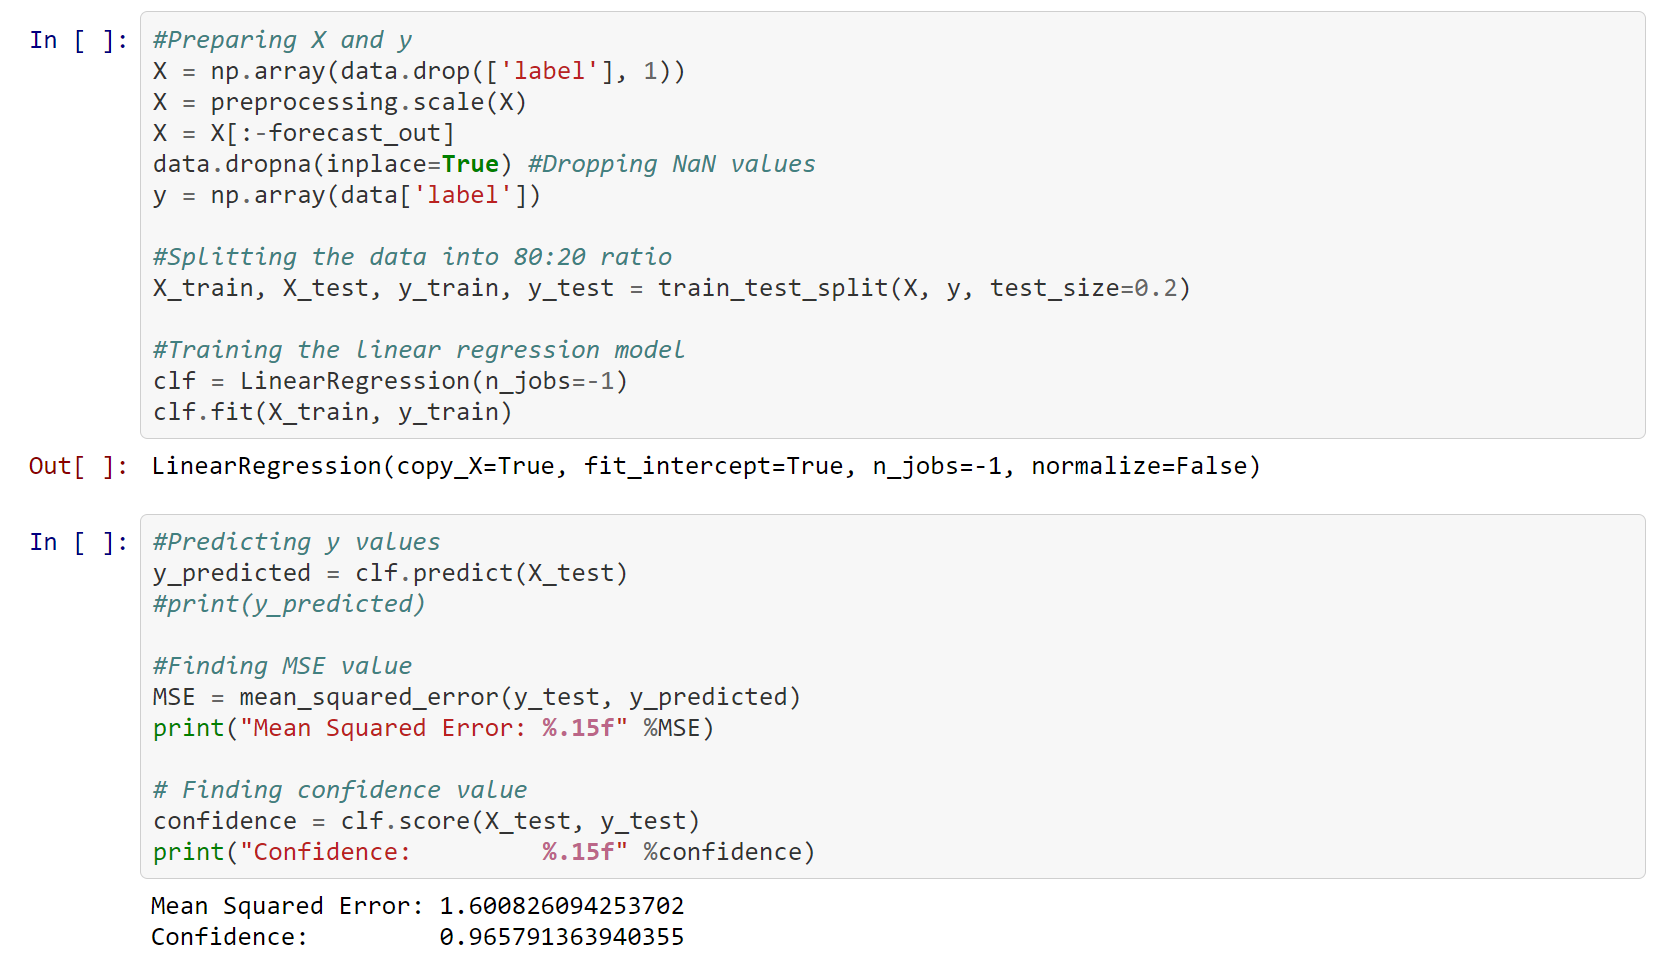 In [ ]:
#Preparing X and y
X = np.array(data.drop(['label'], 1))
X = preprocessing.scale(X)
X = X[:-forecast_out]
data.dropna(inplace=True) #Dropping NaN values
y = np.array(data['label'])
#Splitting the data into 80:20 ratio
X_train, X_test, y_train, y_test = train_test_split(X, y, test_size=0.2)
#Training the linear regression model
clf = LinearRegression(n_jobs=-1)
clf.fit(X_train, y_train)
Out[ ]: LinearRegression(copy_X=True, fit_intercept=True, n_jobs=-1, normalize=False)
In [ ]:
#Predicting y values
y_predicted = clf.predict(X_test)
#print(y_predicted)
#Finding MSE value
MSE = mean_squared_error(y_test, y_predicted)
print("Mean Squared Error: %.15f" %MSE)
# Finding confidence value
confidence = clf.score(X_test, y_test)
print("Confidence:         %.15f" %confidence)
Mean Squared Error: 1.600826094253702
Confidence:         0.965791363940355